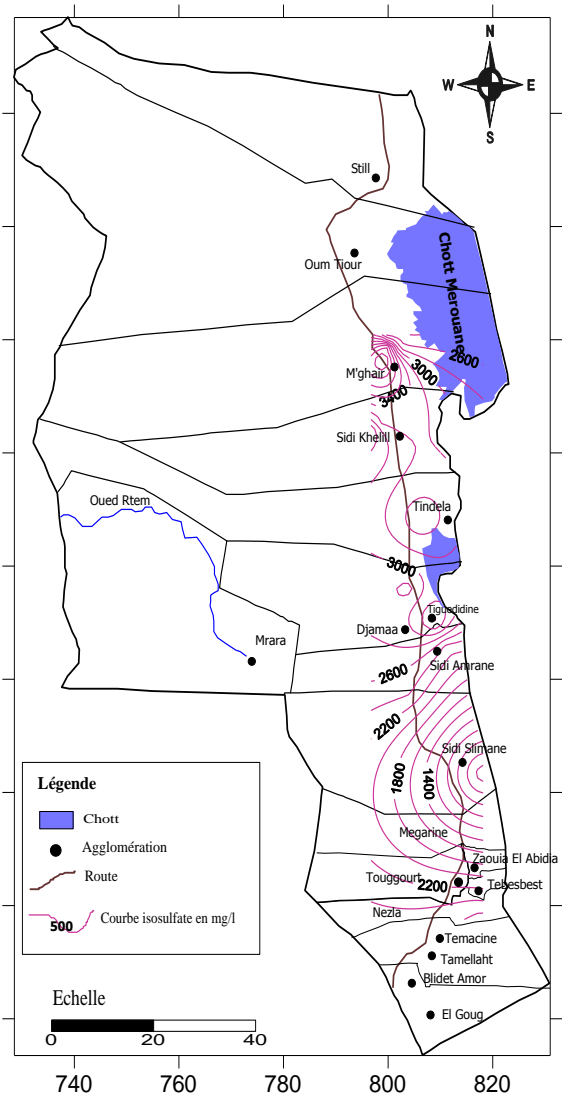 N
W E
S
Still
Oum Tiour
Chott Merouane
2600
3000
M'ghair
3400
Sidi Khelill
Oued Rtem
Tindela
3000
Tiguedidine
Djamaa
Mrara
Sidi Amrane
2600
2200
Sidi Slimane
1800
1400
Megarine
Zaouia El Abidia
Touggourt
2200
Tebesbest
Nezla
Temacine
Tamellaht
Blidet Amor
El Goug
Légende
Chott
Agglomération
Route
500
Courbe isosulfate en mg/l
Echelle
0 20 40
740 760 780 800 820